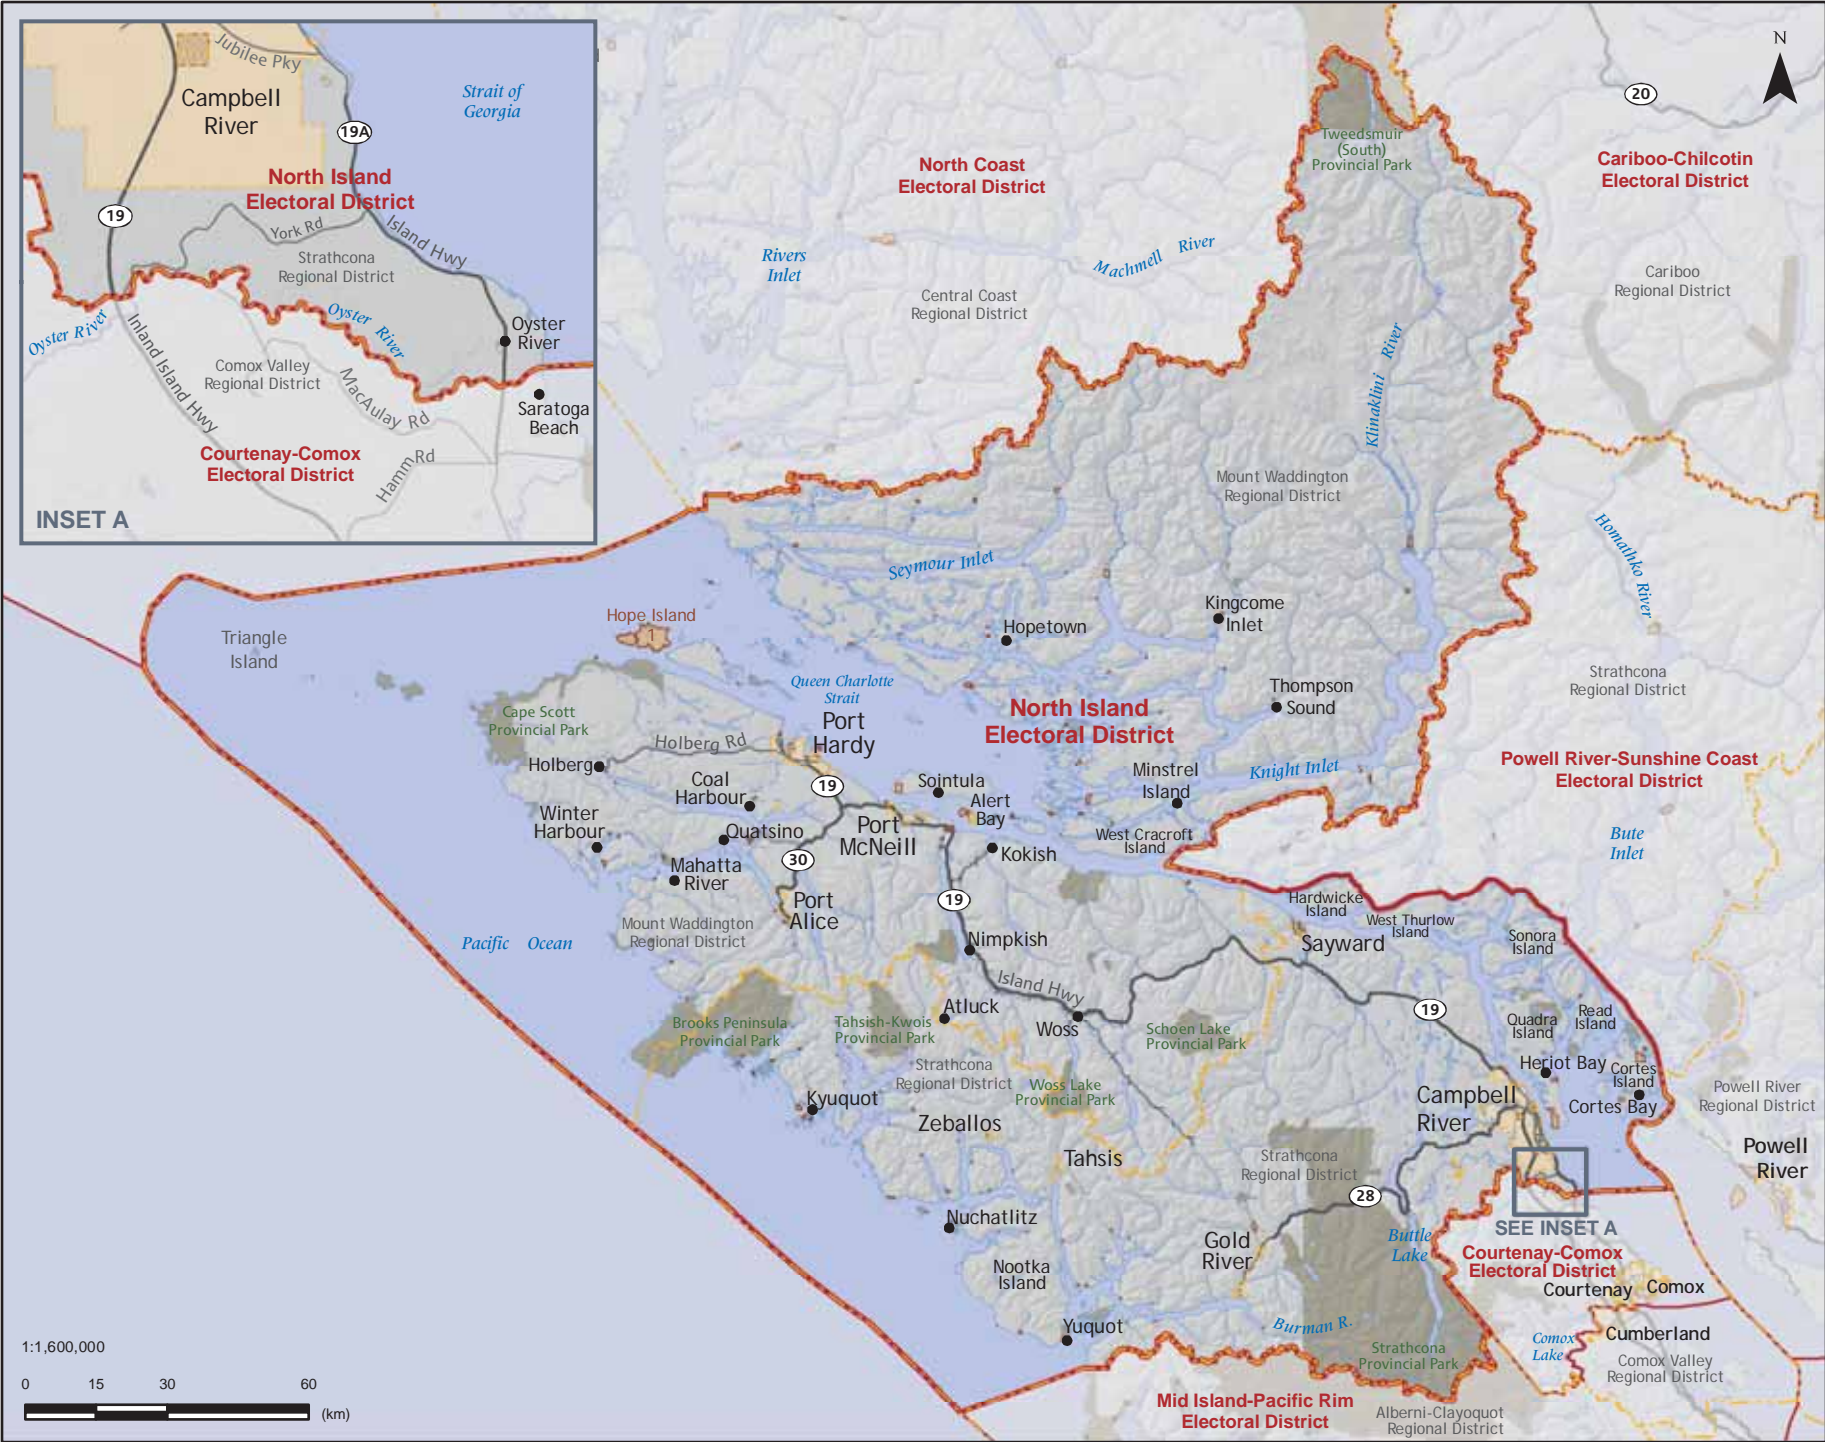 Jubilee Pky
Campbell
River
Strait of
Georgia
19A
North Island
Electoral District
19
York Rd
Island Hwy
Strathcona
Regional District
Oyster River
Oyster River
Oyster
River
Inland Island Hwy
Comox Valley
Regional District
MacAulay Rd
Saratoga
Beach
Courtenay-Comox
Electoral District
Hamm Rd
INSET A
N
20
Tweedsmuir
(South)
Provincial Park
North Coast
Electoral District
Cariboo-Chilcotin
Electoral District
Rivers
Inlet
Machmell River
Central Coast
Regional District
Cariboo
Regional District
Klinaklini River
Mount Waddington
Regional District
Homathko River
Seymour Inlet
Kingcome
Inlet
Hopetown
Hope Island
1
Triangle
Island
Queen Charlotte
Strait
Strathcona
Regional District
Thompson
Sound
North Island
Electoral District
Cape Scott
Provincial Park
Port
Hardy
Holberg Rd
Holberg
Powell River-Sunshine Coast
Electoral District
Knight Inlet
Minstrel
Island
Coal
Harbour
19
Sintula
Alert
Bay
Winter
Harbour
Quatsino
Port
McNeill
West Cracroft
Island
Bute
Inlet
Kokish
30
Mahatta
River
Port
Alice
19
Hardwicke
Island
West Thurlow
Island
Mount Waddington
Regional District
Pacific Ocean
Nimpkish
Sayward
Sonora
Island
Island Hwy
Atluck
Woss
19
Read
Island
Quadra
Island
Brooks Peninsula
Provincial Park
Tahsish-Kwois
Provincial Park
Schoen Lake
Provincial Park
Strathcona
Regional District
Woss Lake
Provincial Park
Heriot Bay
Cortes
Island
Cortes Bay
Powell River
Regional District
Kyuquot
Zeballos
Campbell
River
Tahsis
Powell
River
Strathcona
Regional District
28
Nuchatlitz
SEE INSET A
Gold
River
Buttle
Lake
Courtenay-Comox
Electoral District
Courtenay
Comox
Nootka
Island
Yuquot
Burman R.
Comox
Lake
Cumberland
Strathcona
Provincial Park
Comox Valley
Regional District
Mid Island-Pacific Rim
Electoral District
Alberni-Clayoquot
Regional District
1:1,600,000
0 15 30 60
(km)